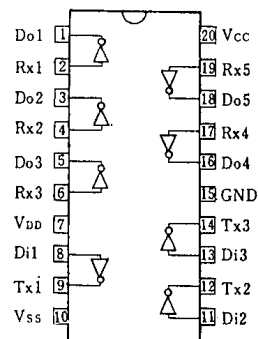 Do1 1 20 Vcc
Rx1 2 19 Rx5
Do2 3 18 Do5
Rx2 4 17 Rx4
Do3 5 16 Do4
Rx3 6 15 GND
VDD 7 14 Tx3
Di1 8 13 Di3
Tx1 9 12 Tx2
Vss 10 11 Di2